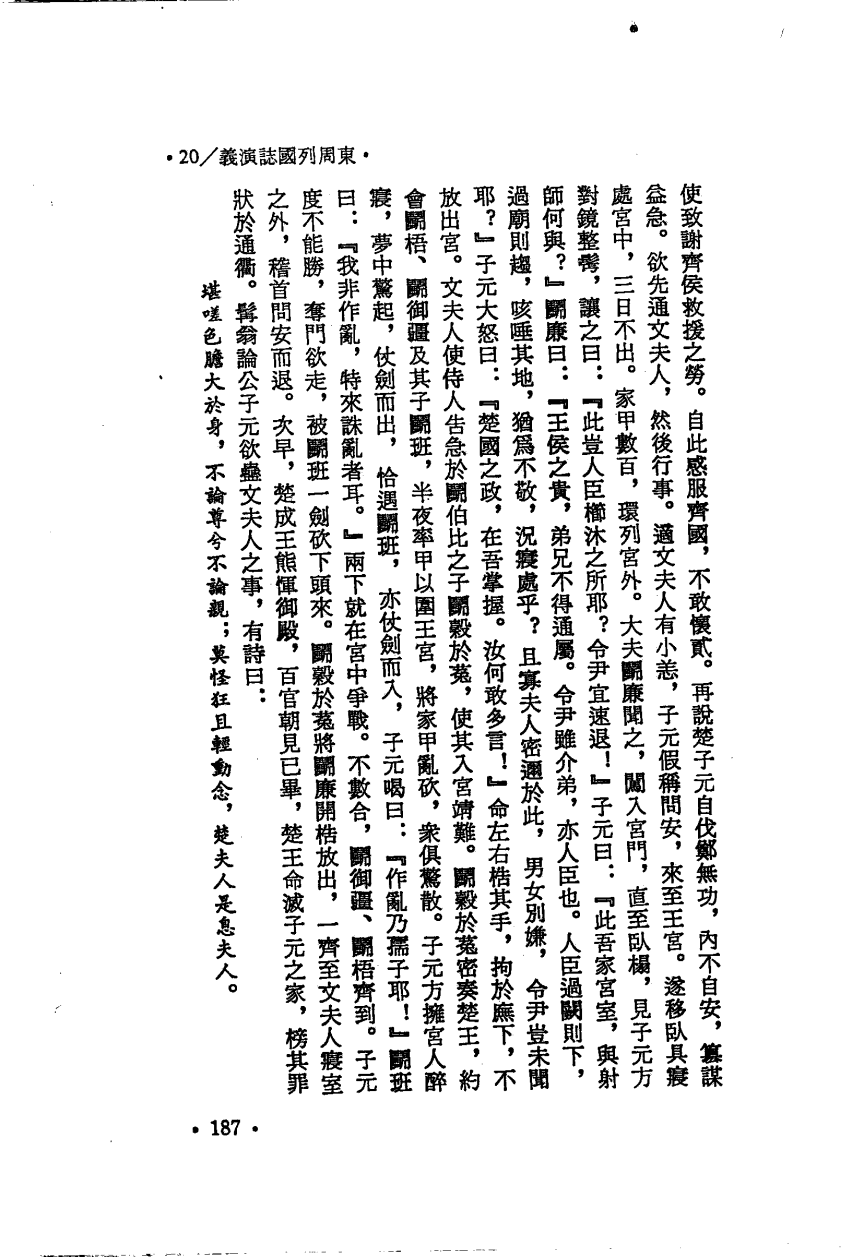 •東周列國誌演義／20•
使致謝齊侯救援之勞。自此感服齊國，不敢懷貳。再說楚子元自伐鄭無功，內不自安，篡謀
益急。欲先通文夫人，然後行事。適文夫人有小恙，子元假稱問安，來至王宮。遂移臥具寢
處宮中，三日不出。家甲數百，環列宮外。大夫鬭廉聞之，闖入宮門，直至臥榻，見子元方
對鏡整鬢，讓之曰：『此豈人臣櫛沐之所耶？令尹宜速退！』子元曰：『此吾家宮室，與射
師何與？』鬭廉曰：『王侯之貴，弟兄不得通屬。令尹雖介弟，亦人臣也。人臣過闕則下，
過廟則趨，咳唾其地，猶爲不敬，況寢處乎？且寡夫人密邇於此，男女別嫌，令尹豈未聞
耶？』子元大怒曰：『楚國之政，在吾掌握。汝何敢多言！』命左右梏其手，拘於廡下，不
放出宮。文夫人使侍人告急於鬭伯比之子鬭穀於菟，使其入宮靖難。鬭穀於菟密奏楚王，約
會鬭梧、鬭御疆及其子鬭班，半夜率甲以圍王宮，將家甲亂砍，衆俱驚散。子元方擁宮人醉
寢，夢中驚起，仗劍而出，恰遇鬭班，亦仗劍而入，子元喝曰：『作亂乃孺子耶！』鬭班
曰：『我非作亂，特來誅亂者耳。』兩下就在宮中爭戰。不數合，鬭御疆、鬭梧齊到。子元
度不能勝，奪門欲走，被鬭班一劍砍下頭來。鬭穀於菟將鬭廉開梏放出，一齊至文夫人寢室
之外，稽首問安而退。次早，楚成王熊惲御殿，百官朝見已畢，楚王命滅子元之家，榜其罪
狀於通衢。髯翁論公子元欲蠱文夫人之事，有詩曰：
堪嗟色膽大於身，不論尊兮不論親；莫怪狂且輕動念，楚夫人是息夫人。
•187•